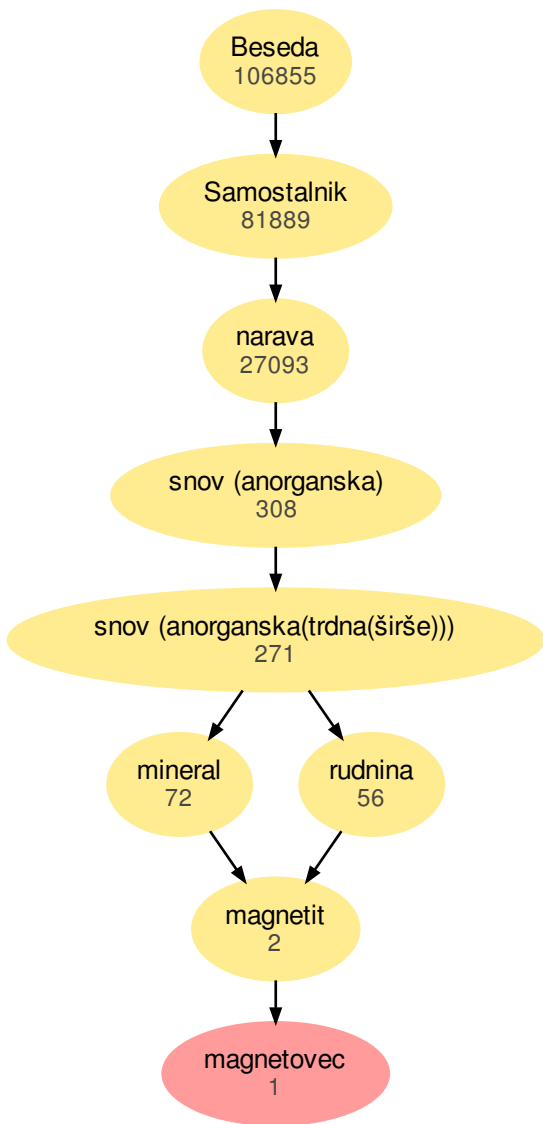 Beseda
106855
Samostalnik
81889
narava
27093
snov (anorganska)
308
snov (anorganska(trdna(širše)))
271
mineral
72
rudnina
56
magnetit
2
magnetovec
1